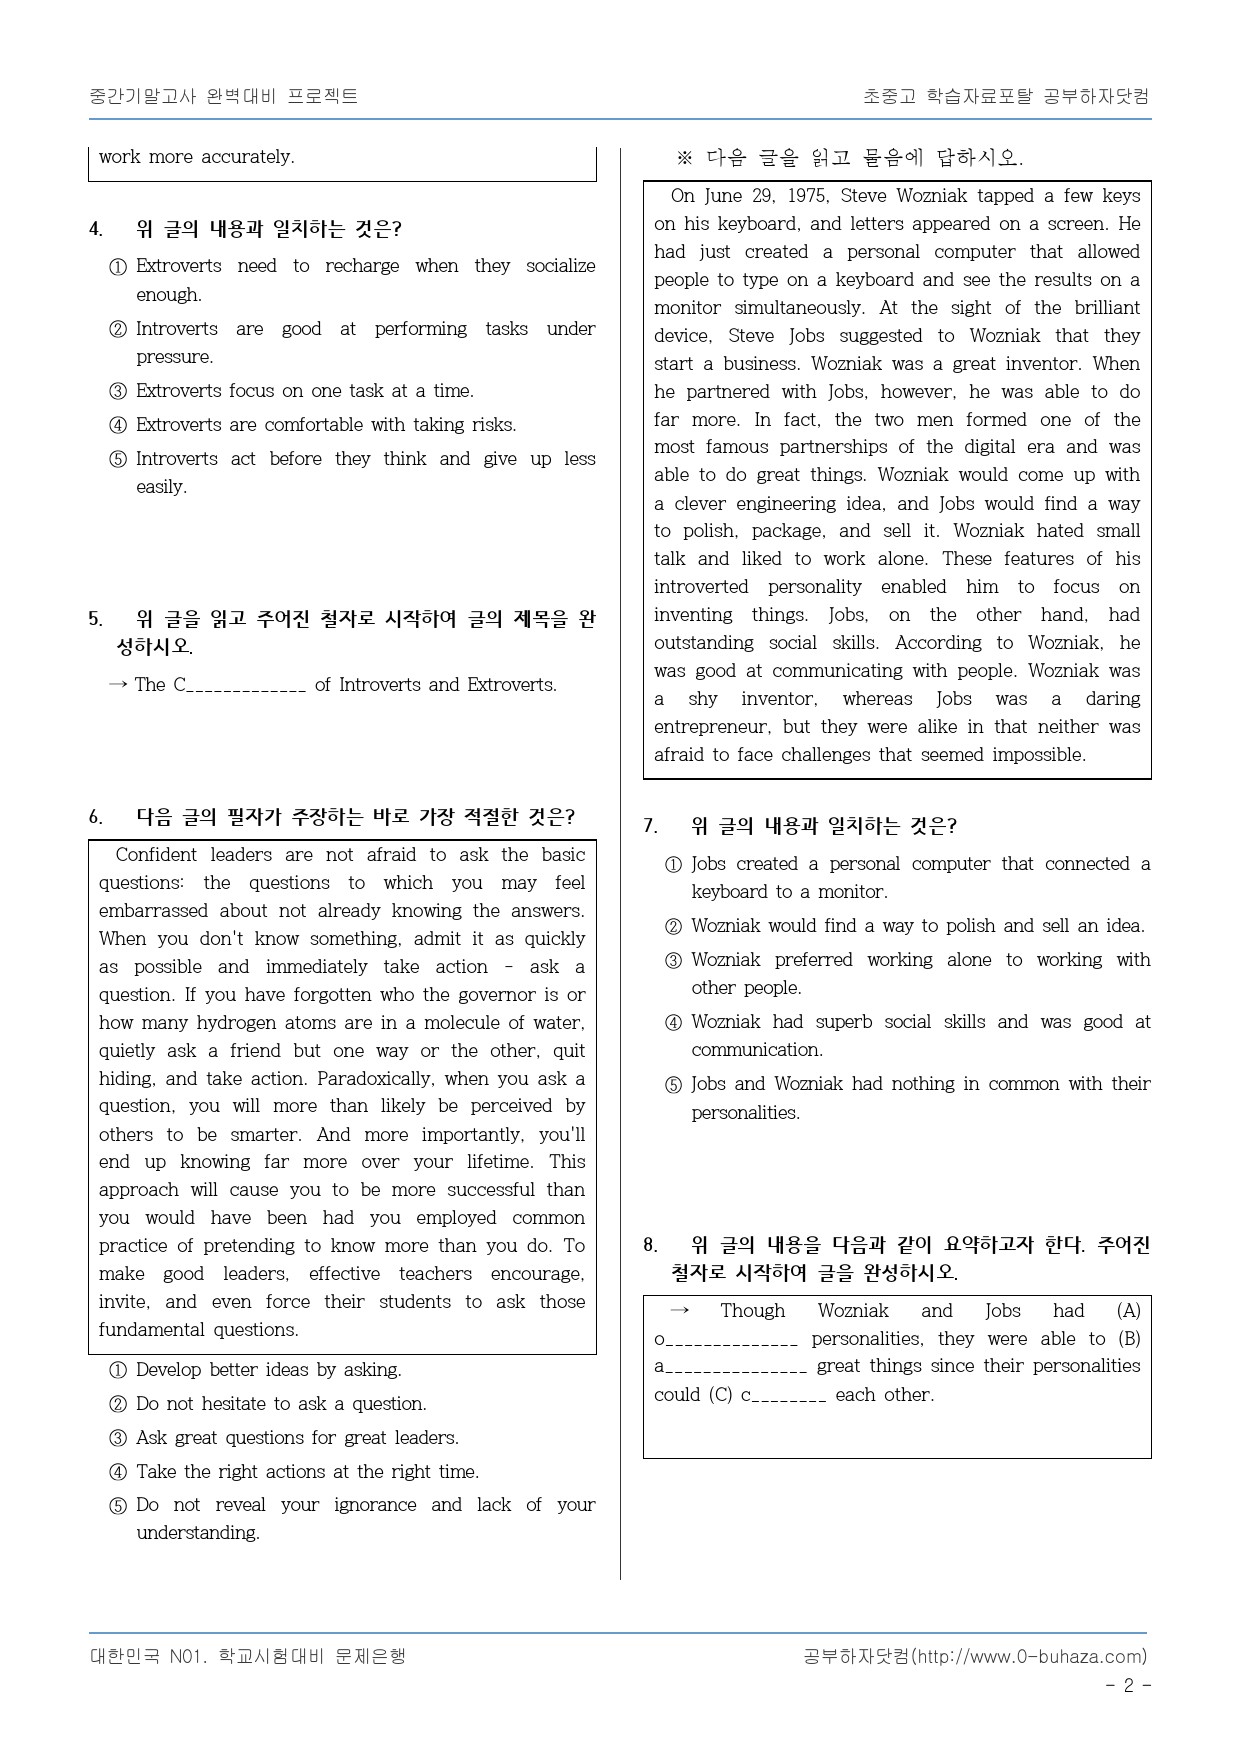 중간기말고사 완벽대비 프로젝트
초중고 학습자료포탈 공부하자닷컴
work more accurately.
4. 위 글의 내용과 일치하는 것은?
① Extroverts need to recharge when they socialize
enough.
② Introverts are good at performing tasks under
pressure.
③ Extroverts focus on one task at a time.
④ Extroverts are comfortable with taking risks.
⑤ Introverts act before they think and give up less
easily.
5. 위 글을 읽고 주어진 철자로 시작하여 글의 제목을 완
성하시오.
→ The C_____________ of Introverts and Extroverts.
6. 다음 글의 필자가 주장하는 바로 가장 적절한 것은?
Confident leaders are not afraid to ask the basic
questions: the questions to which you may feel
embarrassed about not already knowing the answers.
When you don't know something, admit it as quickly
as possible and immediately take action - ask a
question. If you have forgotten who the governor is or
how many hydrogen atoms are in a molecule of water,
quietly ask a friend but one way or the other, quit
hiding, and take action. Paradoxically, when you ask a
question, you will more than likely be perceived by
others to be smarter. And more importantly, you'll
end up knowing far more over your lifetime. This
approach will cause you to be more successful than
you would have been had you employed common
practice of pretending to know more than you do. To
make good leaders, effective teachers encourage,
invite, and even force their students to ask those
fundamental questions.
① Develop better ideas by asking.
② Do not hesitate to ask a question.
③ Ask great questions for great leaders.
④ Take the right actions at the right time.
⑤ Do not reveal your ignorance and lack of your
understanding.
※ 다음 글을 읽고 물음에 답하시오.
On June 29, 1975, Steve Wozniak tapped a few keys
on his keyboard, and letters appeared on a screen. He
had just created a personal computer that allowed
people to type on a keyboard and see the results on a
monitor simultaneously. At the sight of the brilliant
device, Steve Jobs suggested to Wozniak that they
start a business. Wozniak was a great inventor. When
he partnered with Jobs, however, he was able to do
far more. In fact, the two men formed one of the
most famous partnerships of the digital era and was
able to do great things. Wozniak would come up with
a clever engineering idea, and Jobs would find a way
to polish, package, and sell it. Wozniak hated small
talk and liked to work alone. These features of his
introverted personality enabled him to focus on
inventing things. Jobs, on the other hand, had
outstanding social skills. According to Wozniak, he
was good at communicating with people. Wozniak was
a shy inventor, whereas Jobs was a daring
entrepreneur, but they were alike in that neither was
afraid to face challenges that seemed impossible.
7. 위 글의 내용과 일치하는 것은?
① Jobs created a personal computer that connected a
keyboard to a monitor.
② Wozniak would find a way to polish and sell an idea.
③ Wozniak preferred working alone to working with
other people.
④ Wozniak had superb social skills and was good at
communication.
⑤ Jobs and Wozniak had nothing in common with their
personalities.
8. 위 글의 내용을 다음과 같이 요약하고자 한다. 주어진
철자로 시작하여 글을 완성하시오.
→ Though Wozniak and Jobs had (A)
o______________ personalities, they were able to (B)
a_______________ great things since their personalities
could (C) c________ each other.
대한민국 N01. 학교시험대비 문제은행
공부하자닷컴(http://www.0-buhaza.com)
- 2 -